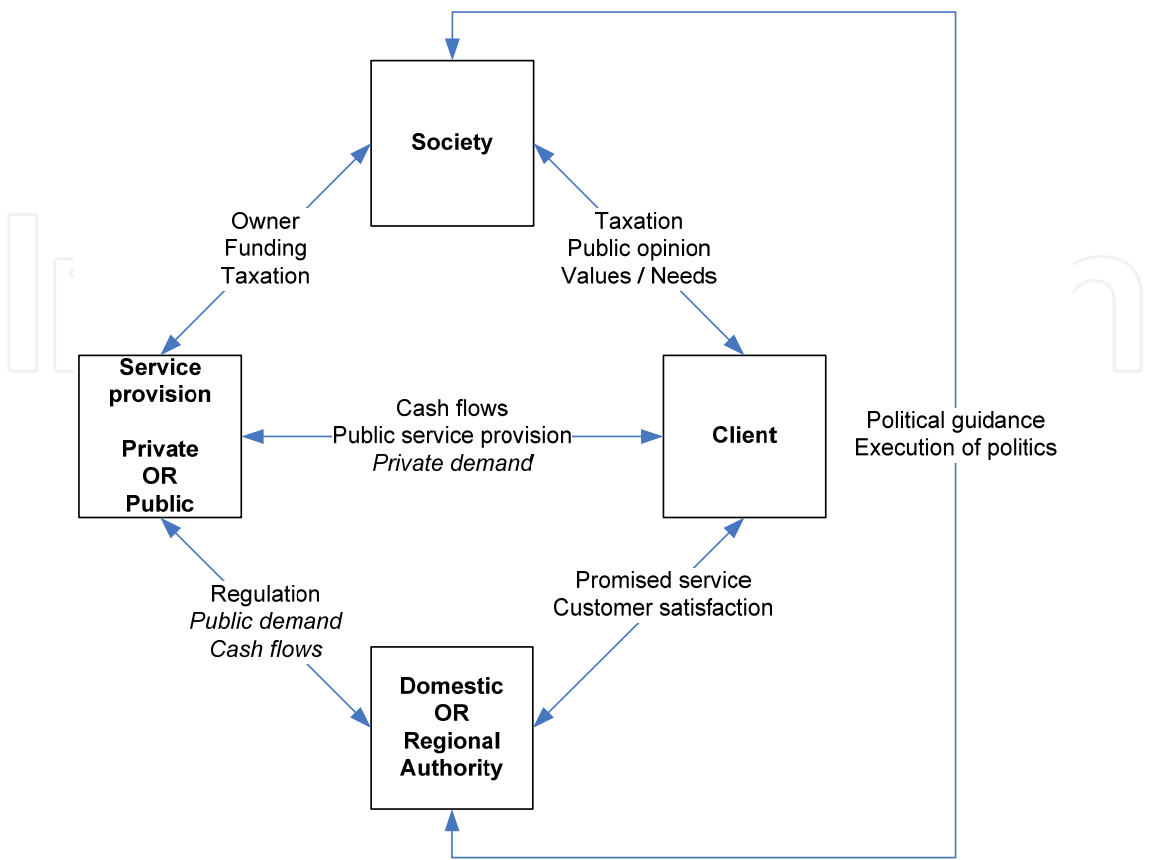 Society
Owner
Funding
Taxation
Taxation
Public opinion
Values / Needs
Service
provision
Private
OR
Public
Cash flows
Public service provision
Private demand
Client
Political guidance
Execution of politics
Regulation
Public demand
Cash flows
Promised service
Customer satisfaction
Domestic
OR
Regional
Authority